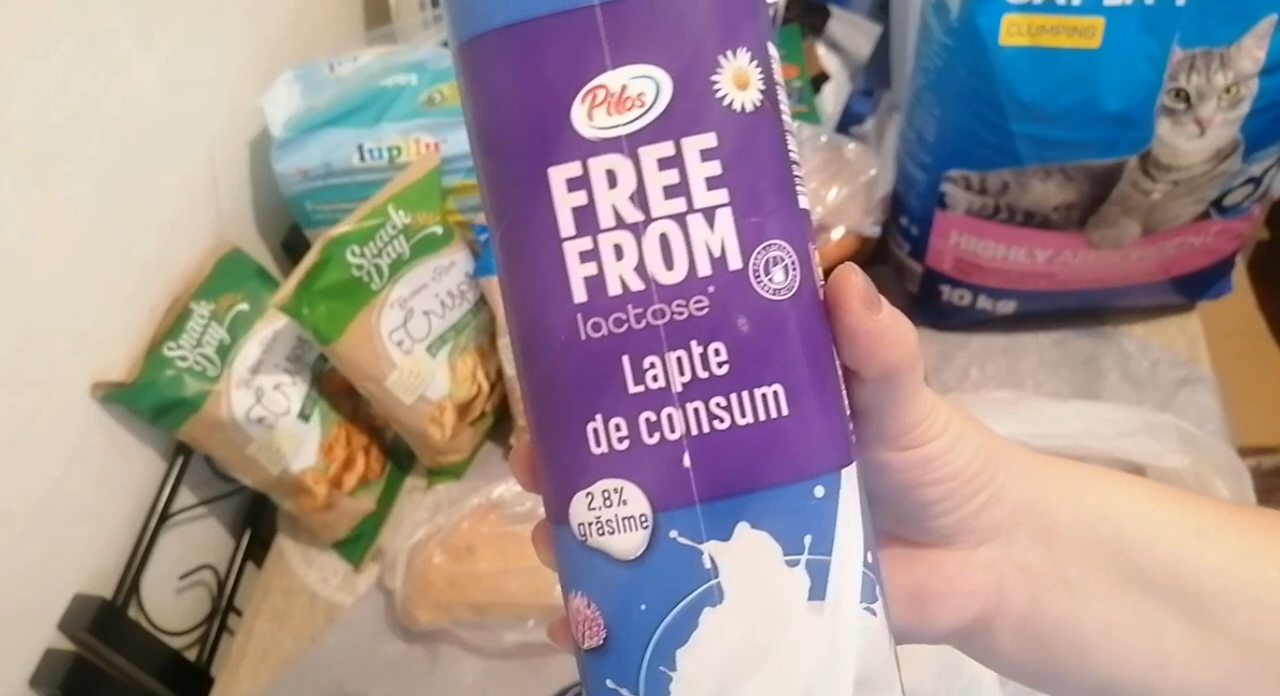 Pilos
FREE
FROM
lactose*
Lapte
de consum
2,8%
grăsime
lupilu
Snack
Day
Snack
Day
CLUMPING
HIGHLY
10 kg